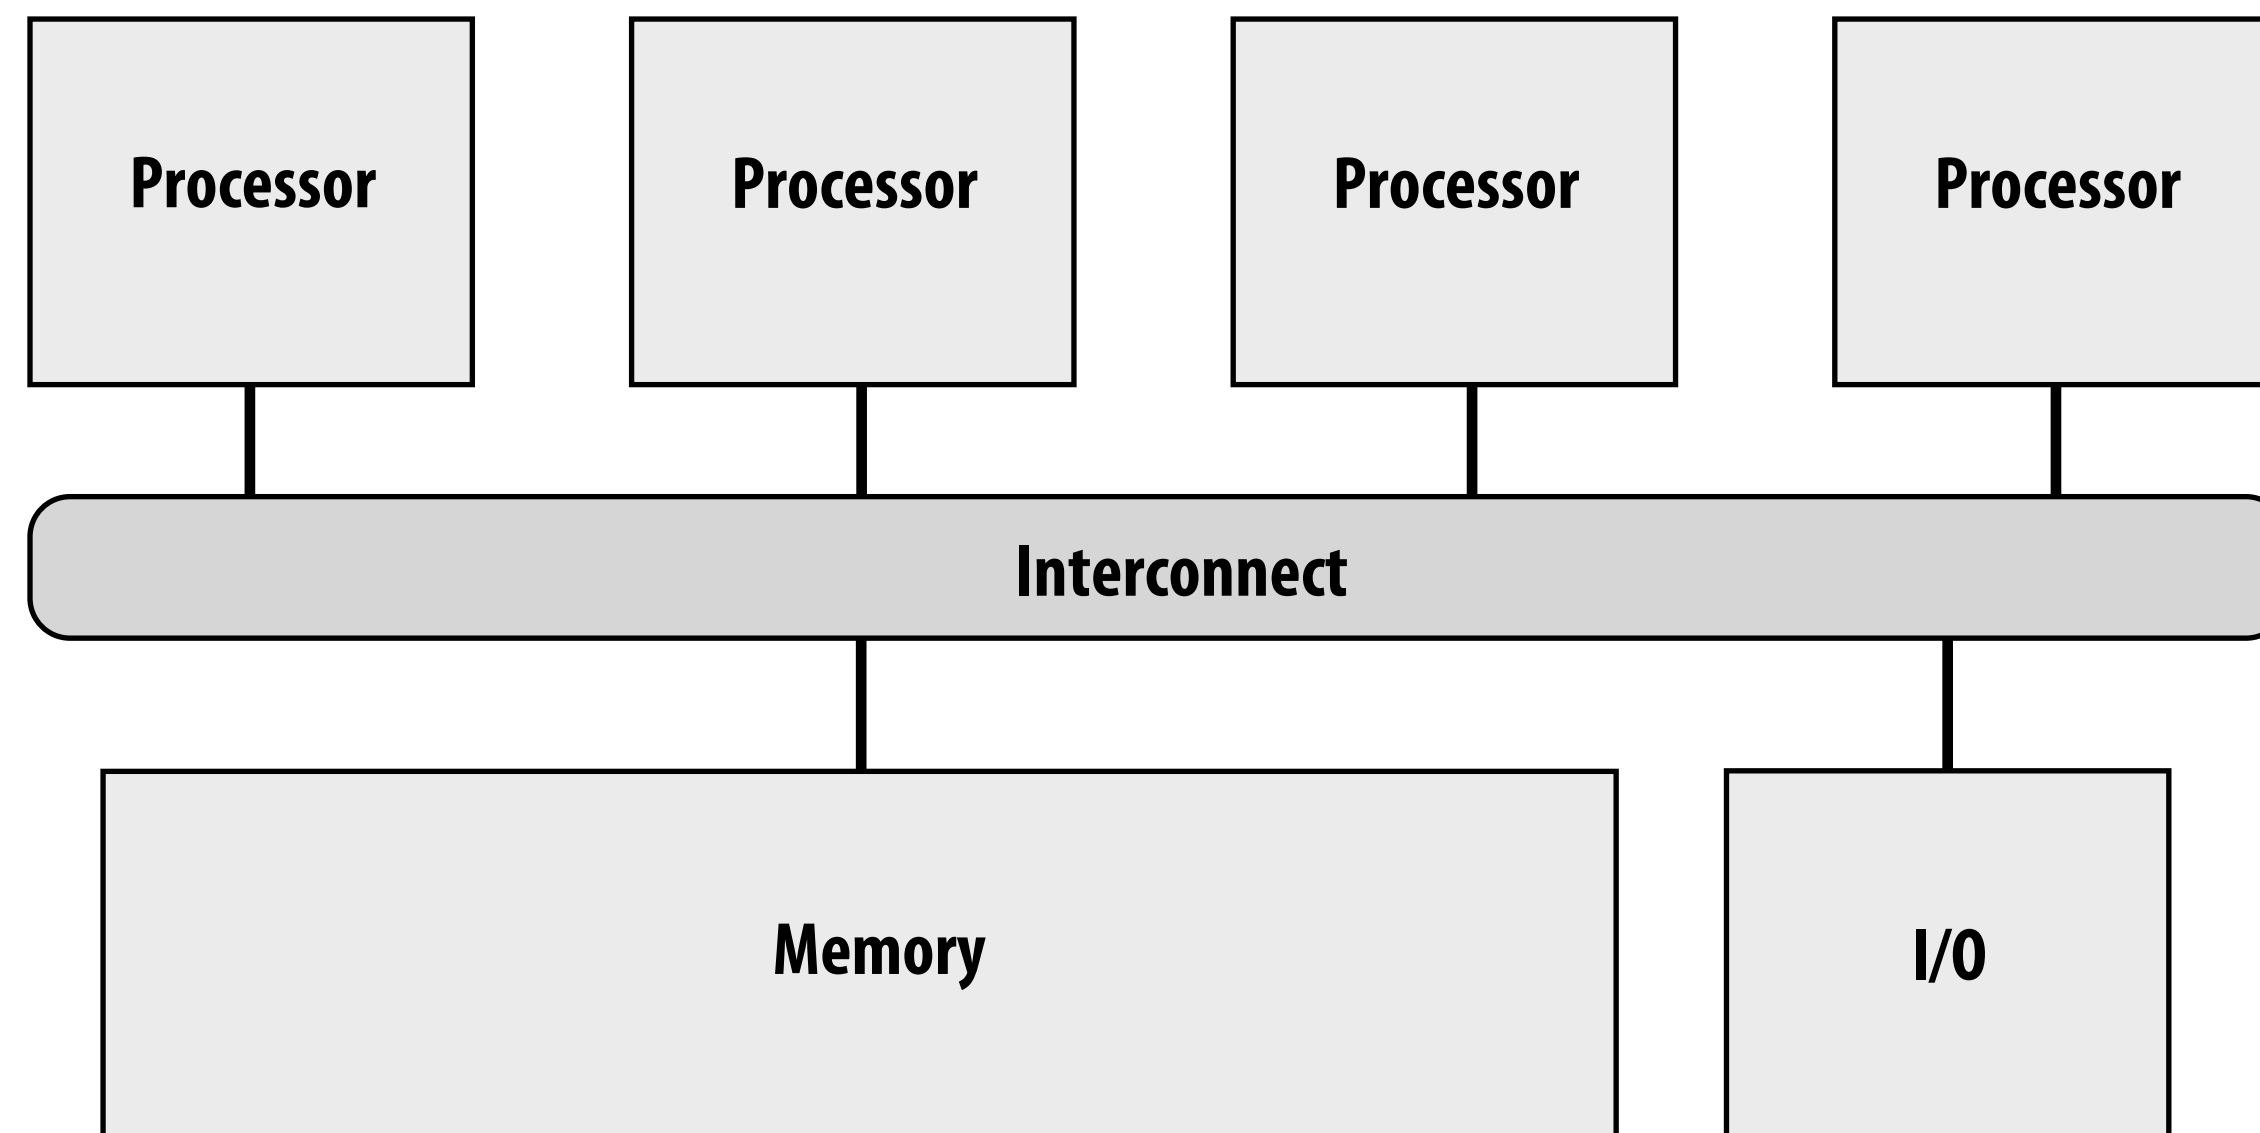 Processor
Processor
Processor
Processor
Interconnect
Memory
I/O